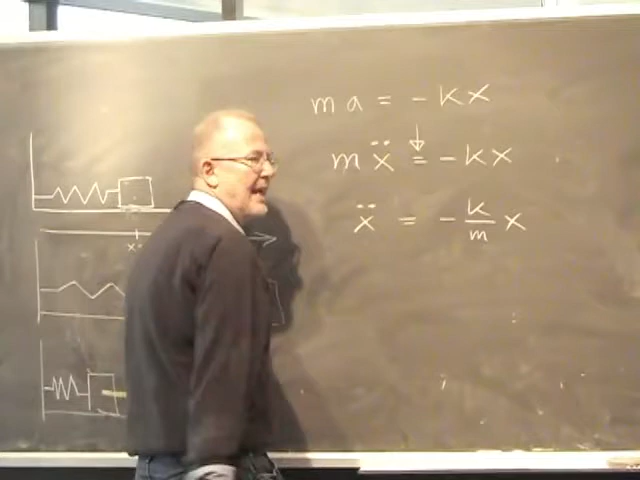 ma = -kx
mẍ = -kx
ẍ = -k/m x
x